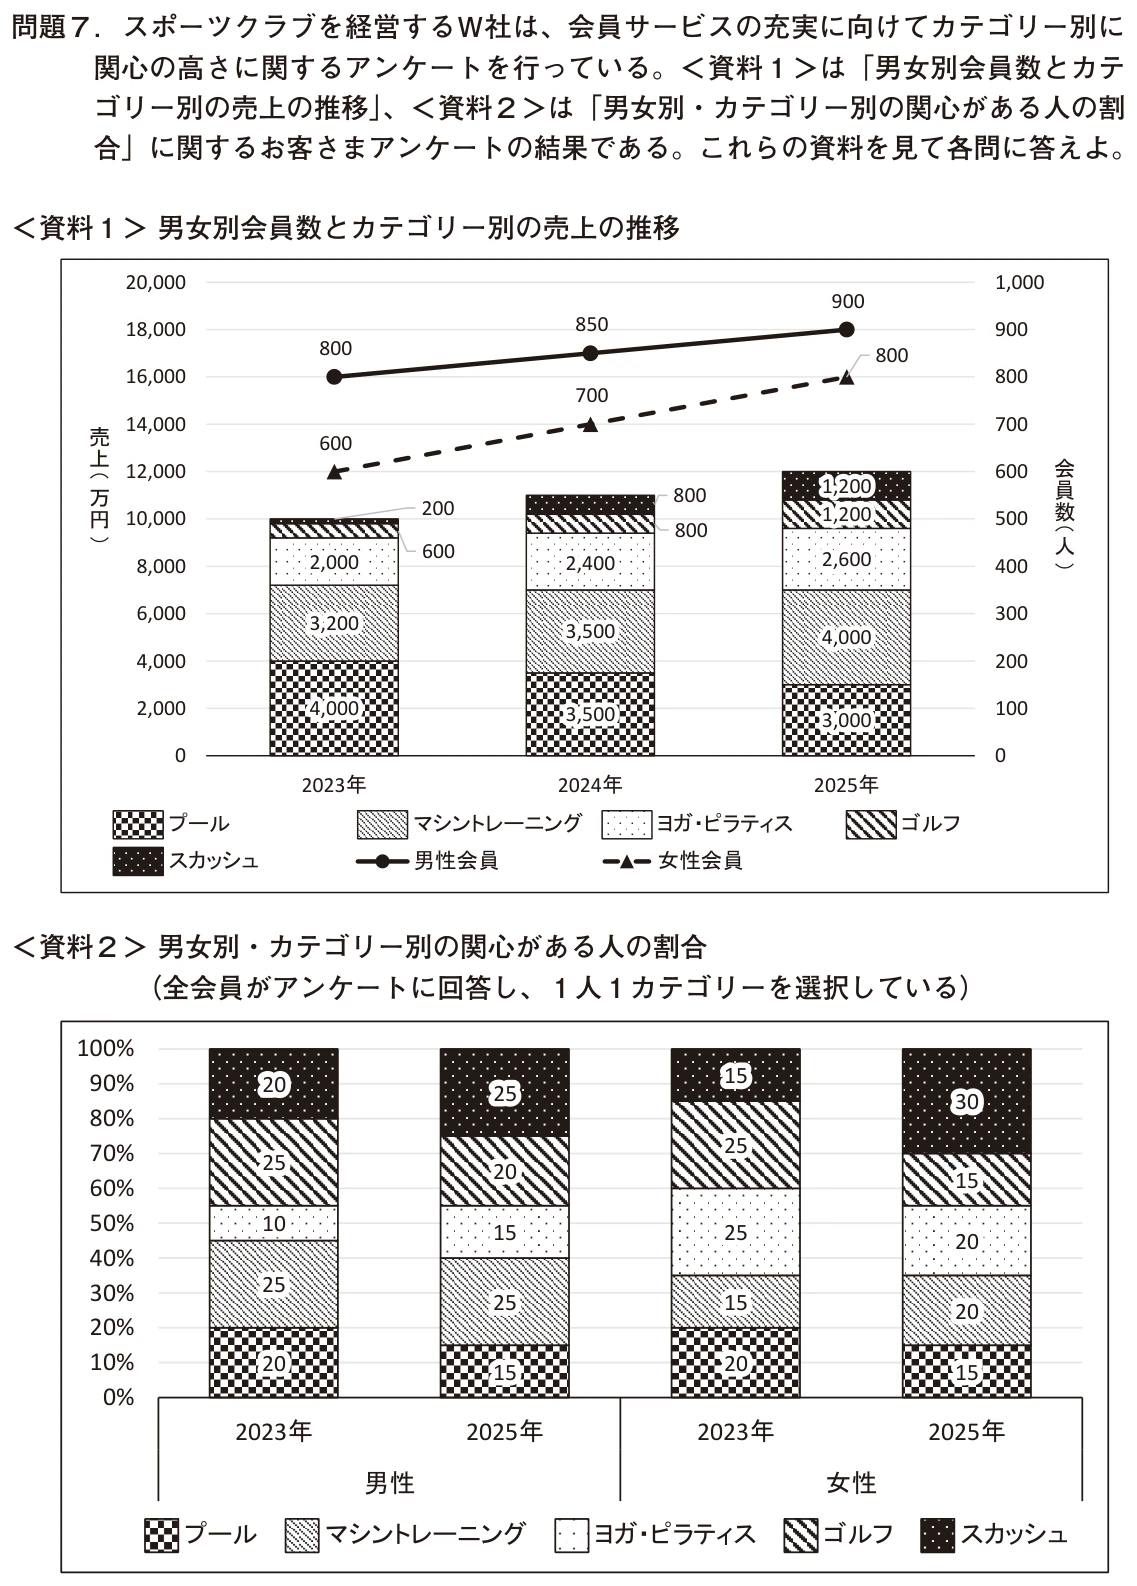 問題７．スポーツクラブを経営するＷ社は、会員サービスの充実に向けてカテゴリー別に
関心の高さに関するアンケートを行っている。＜資料１＞は「男女別会員数とカテ
ゴリー別の売上の推移」、＜資料２＞は「男女別・カテゴリー別の関心がある人の割
合」に関するお客さまアンケートの結果である。これらの資料を見て各問に答えよ。
＜資料１＞ 男女別会員数とカテゴリー別の売上の推移
20,000 1,000
900
18,000 900
850
800
800
16,000 800
700
14,000 700
600
12,000 600
1,200
200 800
1,200
10,000 500
600 800
2,000 2,400 2,600
8,000 400
3,200 3,500 4,000
6,000 300
4,000 200
4,000 3,500 3,000
2,000 100
0 0
売上（万円）
会員数（人）
2023年 2024年 2025年
プール マシントレーニング ヨガ・ピラティス ゴルフ
スカッシュ 男性会員 女性会員
＜資料２＞ 男女別・カテゴリー別の関心がある人の割合
（全会員がアンケートに回答し、１人１カテゴリーを選択している）
100%
90%
20 25 15 30
80%
70%
25 20 25 15
60%
50%
10 15 25 20
40%
30%
25 25 15 20
20%
10%
20 15 20 15
0%
2023年 2025年 2023年 2025年
男性 女性
プール マシントレーニング ヨガ・ピラティス ゴルフ スカッシュ